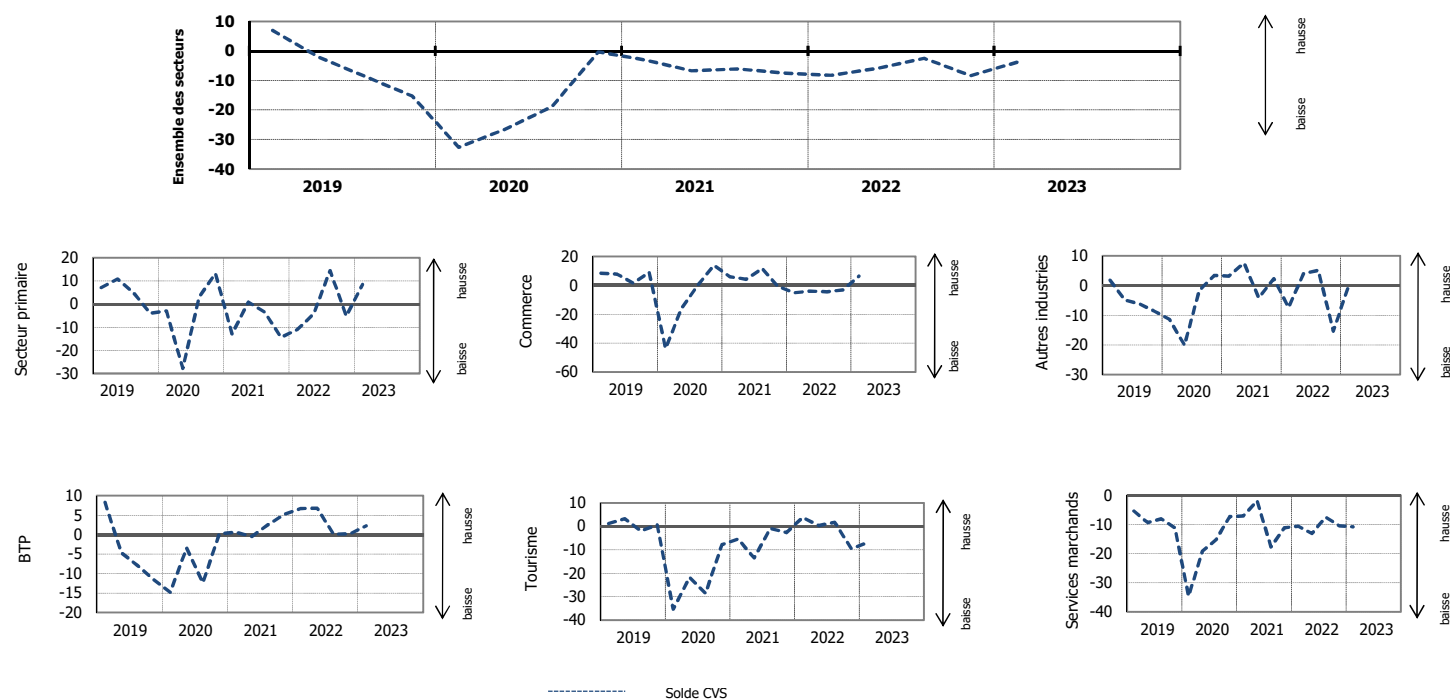 Ensemble des secteurs
10
0
-10
-20
-30
-40
2019 2020 2021 2022 2023
hausse
baisse
Secteur primaire
20
10
0
-10
-20
-30
2019 2020 2021 2022 2023
hausse
baisse
Commerce
20
0
-20
-40
-60
2019 2020 2021 2022 2023
hausse
baisse
Autres industries
10
0
-10
-20
-30
2019 2020 2021 2022 2023
hausse
baisse
BTP
10
5
0
-5
-10
-15
-20
2019 2020 2021 2022 2023
hausse
baisse
Tourisme
10
0
-10
-20
-30
-40
2019 2020 2021 2022 2023
hausse
baisse
Services marchands
0
-10
-20
-30
-40
2019 2020 2021 2022 2023
hausse
baisse
Solde CVS